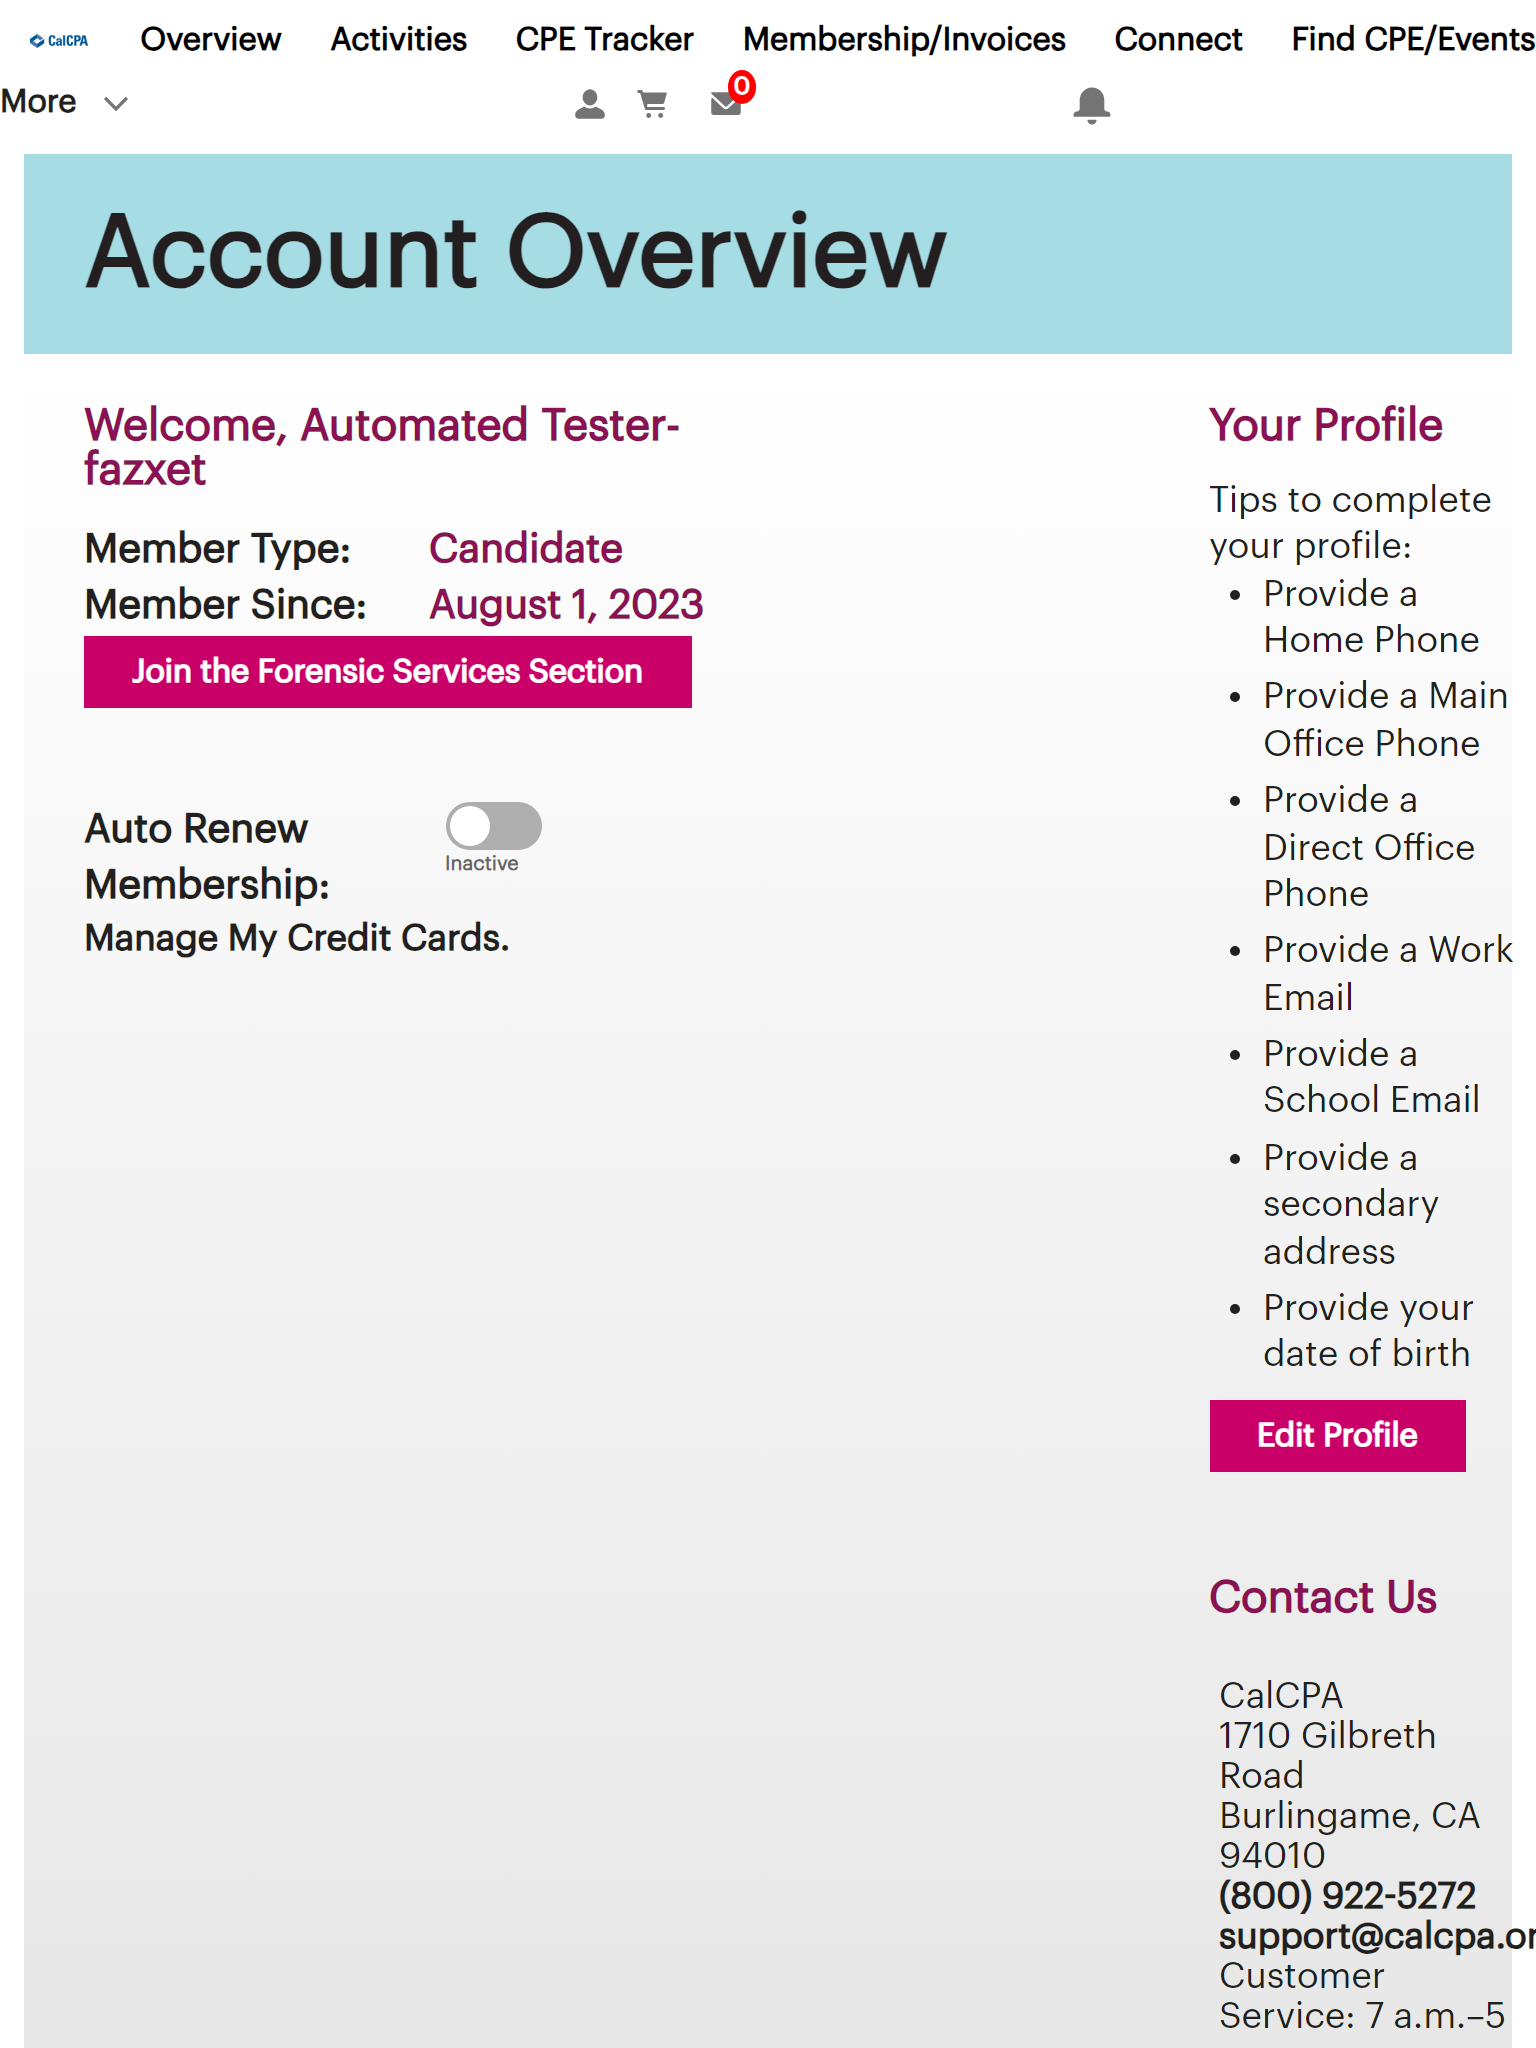 CalCPA Overview Activities CPE Tracker Membership/Invoices Connect Find CPE/Events
More 0
Account Overview
Welcome, Automated Tester-
fazxet
Member Type: Candidate
Member Since: August 1, 2023
Join the Forensic Services Section
Auto Renew
Membership:
Inactive
Manage My Credit Cards.
Your Profile
Tips to complete
your profile:
• Provide a
Home Phone
• Provide a Main
Office Phone
• Provide a
Direct Office
Phone
• Provide a Work
Email
• Provide a
School Email
• Provide a
secondary
address
• Provide your
date of birth
Edit Profile
Contact Us
CalCPA
1710 Gilbreth
Road
Burlingame, CA
94010
(800) 922-5272
support@calcpa.or
Customer
Service: 7 a.m.–5